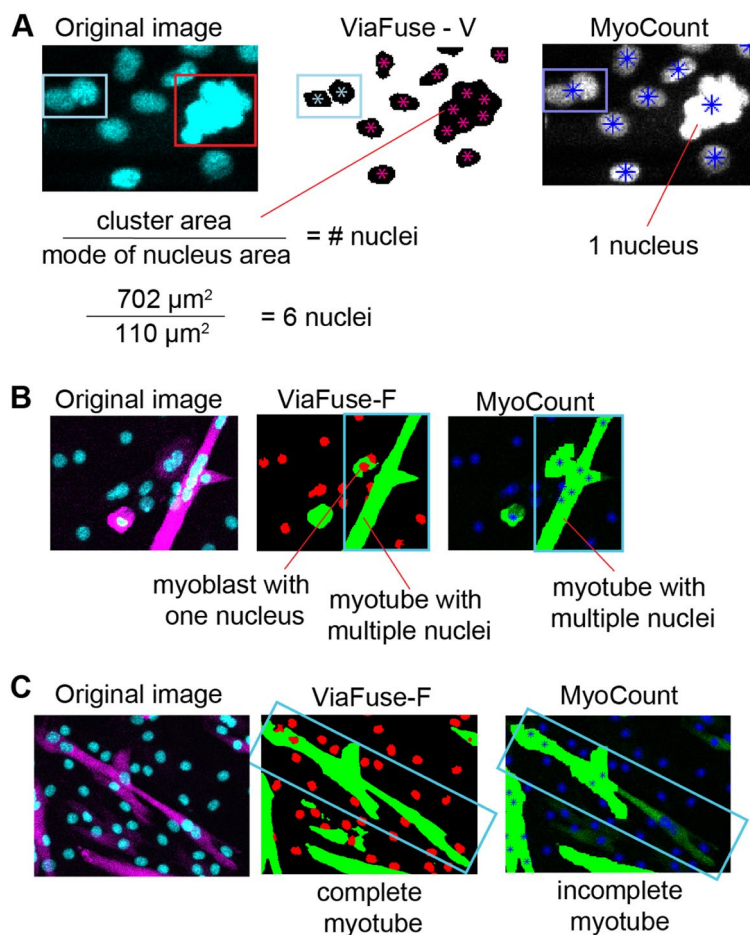 A
Original image
ViaFuse - V
MyoCount
cluster area
mode of nucleus area
= # nuclei
1 nucleus
702 µm²
110 µm²
= 6 nuclei
B
Original image
ViaFuse-F
MyoCount
myoblast with
one nucleus
myotube with
multiple nuclei
myotube with
multiple nuclei
C
Original image
ViaFuse-F
MyoCount
complete
myotube
incomplete
myotube